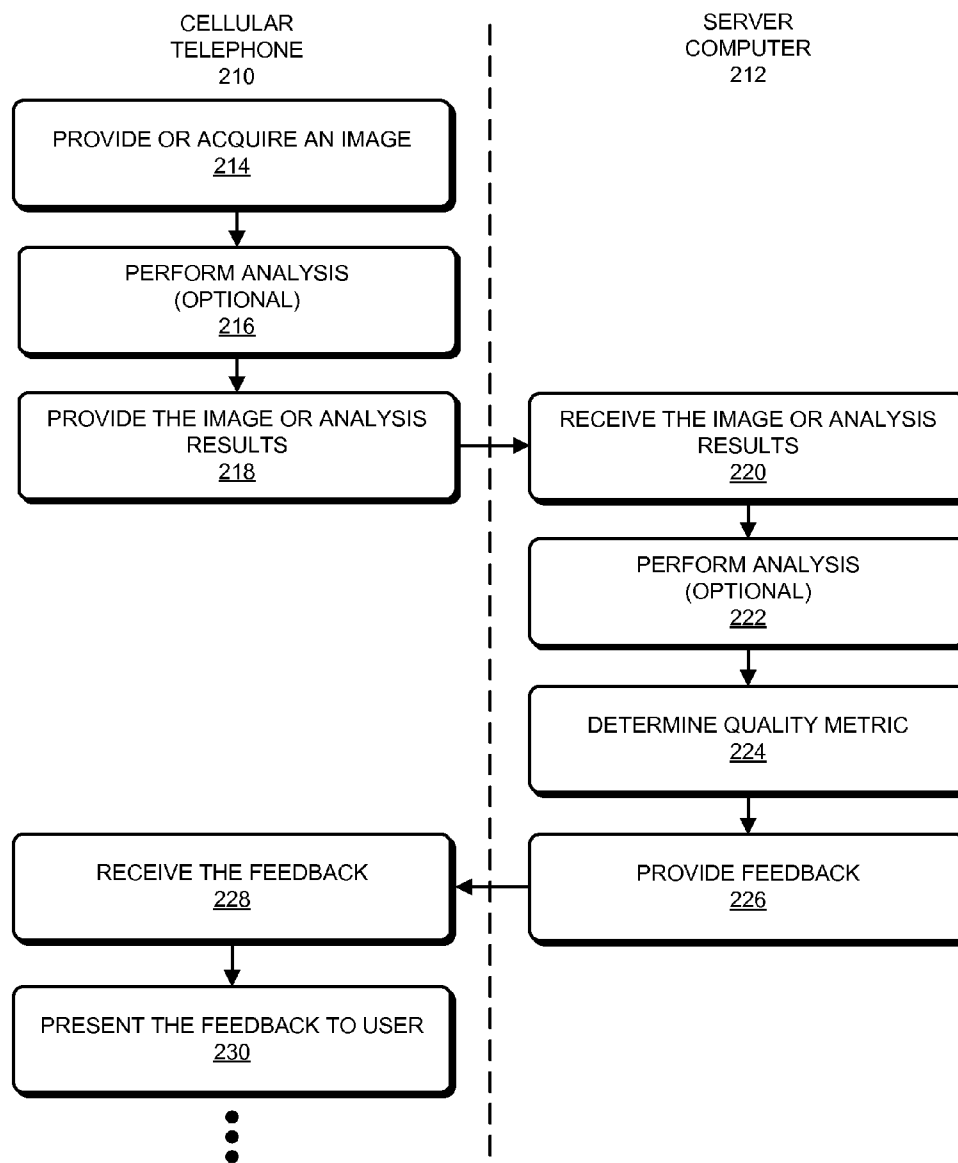 CELLULAR
TELEPHONE
210
SERVER
COMPUTER
212
PROVIDE OR ACQUIRE AN IMAGE
214
PERFORM ANALYSIS
(OPTIONAL)
216
PROVIDE THE IMAGE OR ANALYSIS
RESULTS
218
RECEIVE THE IMAGE OR ANALYSIS
RESULTS
220
PERFORM ANALYSIS
(OPTIONAL)
222
DETERMINE QUALITY METRIC
224
PROVIDE FEEDBACK
226
RECEIVE THE FEEDBACK
228
PRESENT THE FEEDBACK TO USER
230